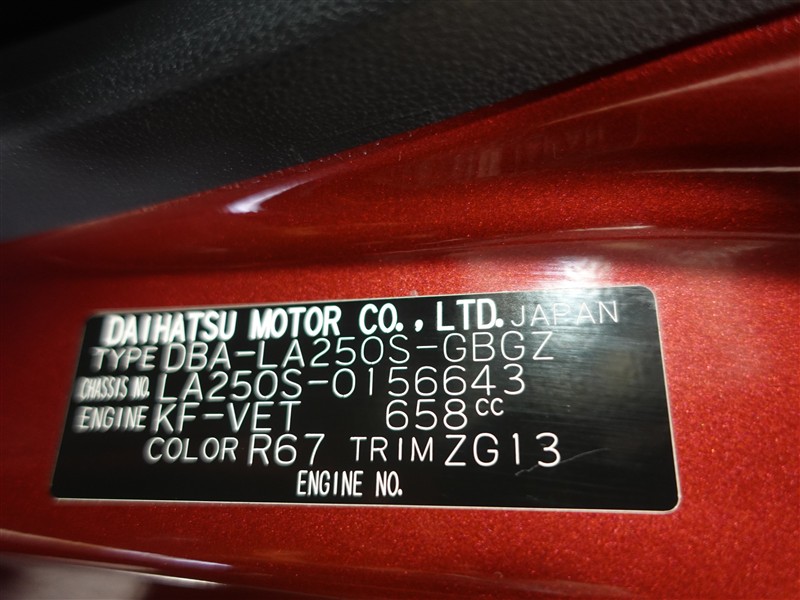 DAIHATSU MOTOR CO., LTD. JAPAN
TYPE DBA-LA250S-GBGZ
CHASSIS NO. LA250S-0156643
ENGINE KF-VET 658cc
COLOR R67 TRIM ZG13
ENGINE NO.